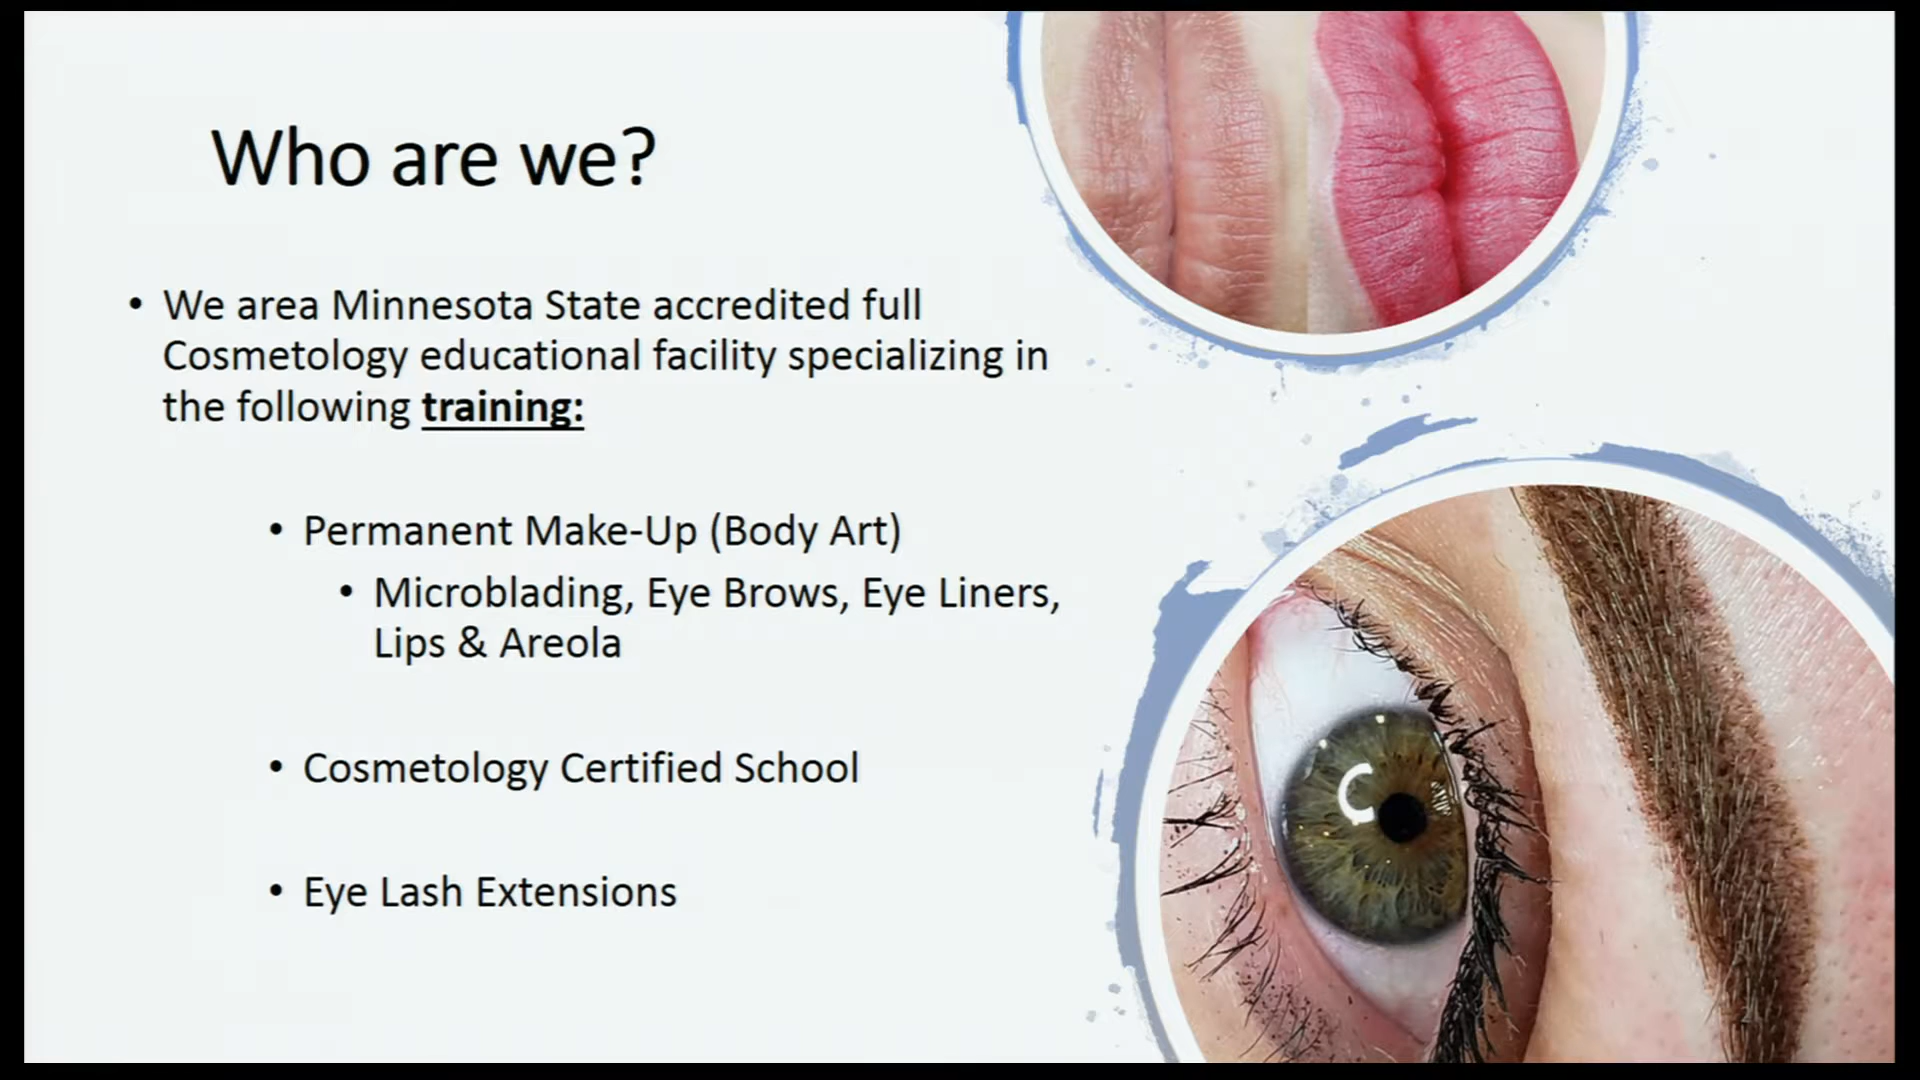 Who are we?
• We area Minnesota State accredited full
Cosmetology educational facility specializing in
the following training:
• Permanent Make-Up (Body Art)
• Microblading, Eye Brows, Eye Liners,
Lips & Areola
• Cosmetology Certified School
• Eye Lash Extensions